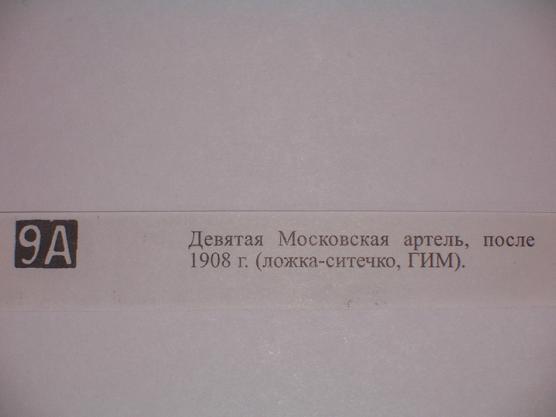 9А
Девятая Московская артель, после
1908 г. (ложка-ситечко, ГИМ).